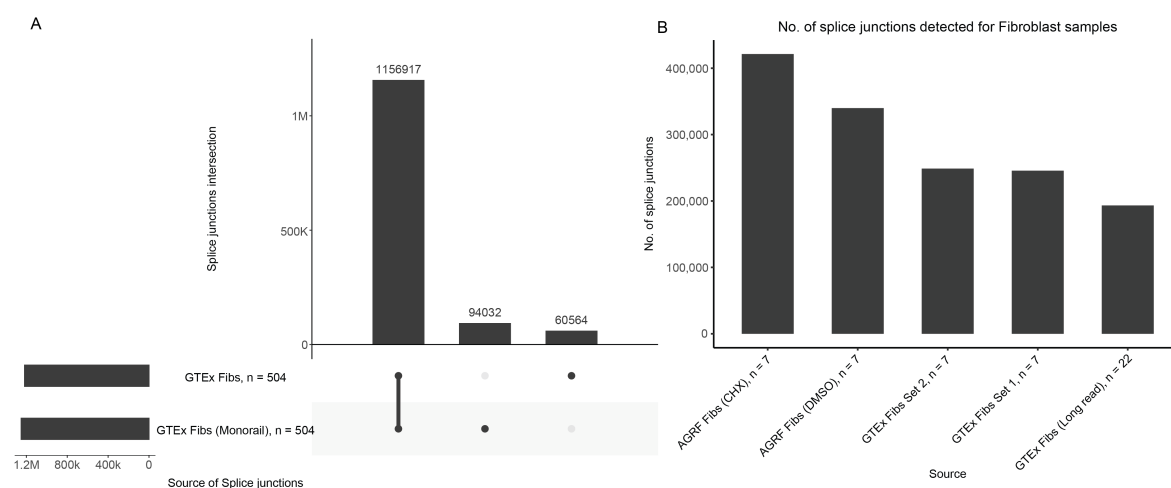 A
Splice junctions intersection
1M
500K
0
1156917
94032
60564
GTEx Fibs, n = 504
GTEx Fibs (Monorail), n = 504
1.2M 800k 400k 0
Source of Splice junctions
B
No. of splice junctions detected for Fibroblast samples
No. of splice junctions
400,000
300,000
200,000
100,000
0
AGRF Fibs (CHX), n = 7
AGRF Fibs (DMSO), n = 7
GTEx Fibs Set 2, n = 7
GTEx Fibs Set 1, n = 7
GTEx Fibs (Long read), n = 22
Source